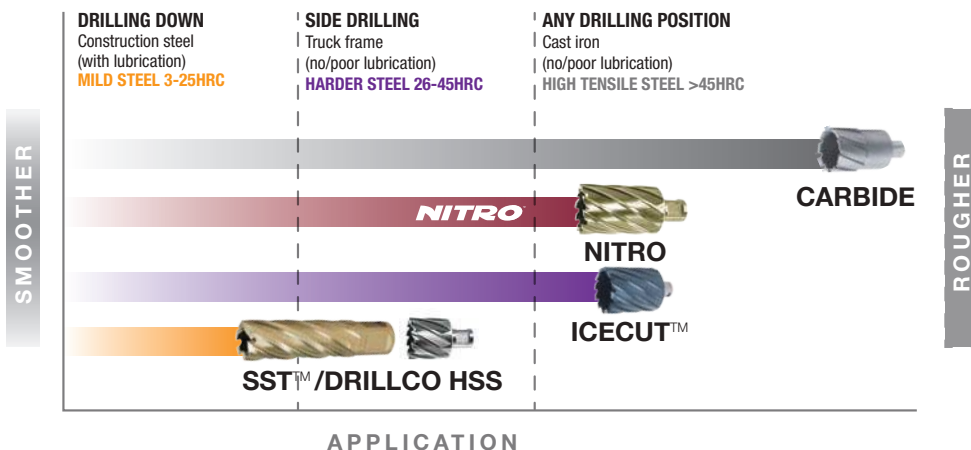 DRILLING DOWN
Construction steel
(with lubrication)
MILD STEEL 3-25HRC
SIDE DRILLING
Truck frame
(no/poor lubrication)
HARDER STEEL 26-45HRC
ANY DRILLING POSITION
Cast iron
(no/poor lubrication)
HIGH TENSILE STEEL >45HRC
SMOOTHER
ROUGHER
CARBIDE
NITRO
NITRO
ICECUT™
SST™/DRILLCO HSS
APPLICATION